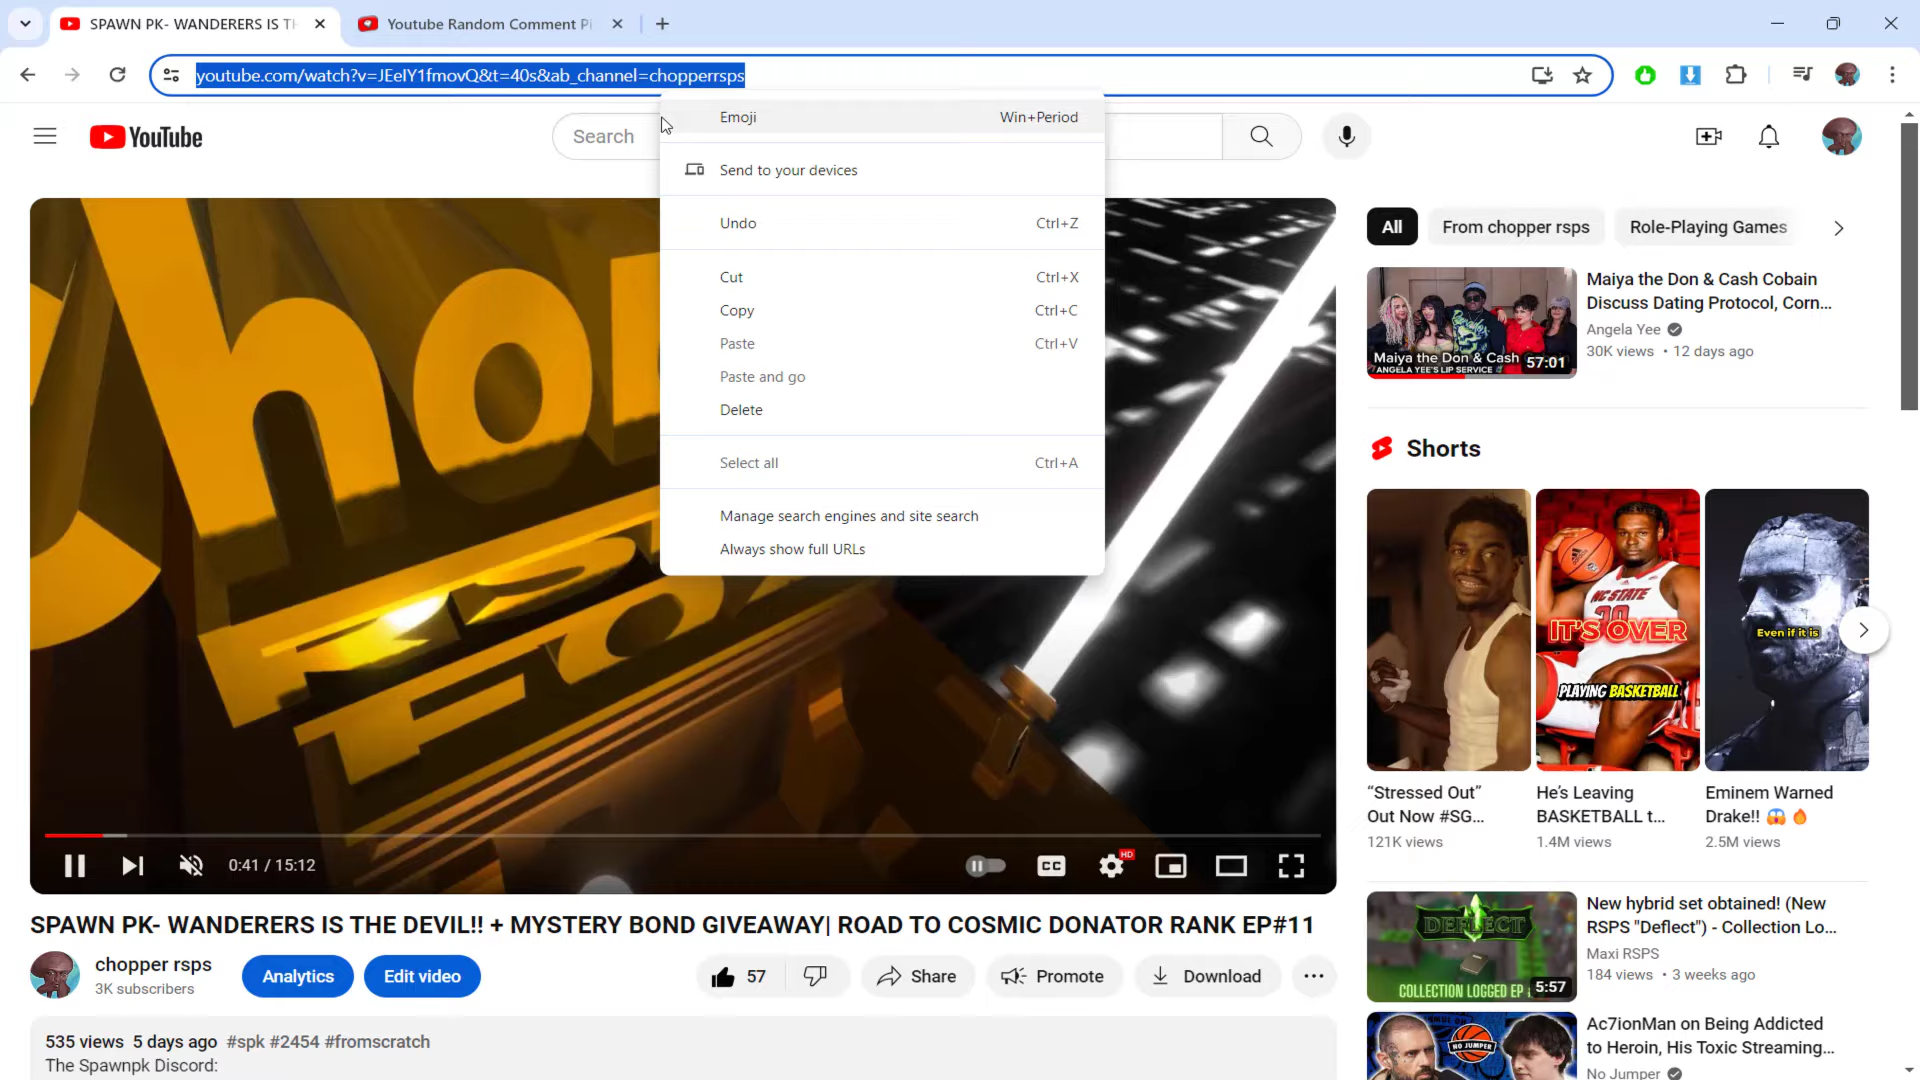 SPAWN PK- WANDERERS IS TH
Youtube Random Comment Pi
youtube.com/watch?v=JEeIY1fmovQ&t=40s&ab_channel=chopperrsps
Emoji Win+Period
Send to your devices
Undo Ctrl+Z
Cut Ctrl+X
Copy Ctrl+C
Paste Ctrl+V
Paste and go
Delete
Select all Ctrl+A
Manage search engines and site search
Always show full URLs
YouTube
Search
0:41 / 15:12
CC
HD
SPAWN PK- WANDERERS IS THE DEVIL!! + MYSTERY BOND GIVEAWAY| ROAD TO COSMIC DONATOR RANK EP#11
chopper rsps
3K subscribers
Analytics
Edit video
57
Share
Promote
Download
535 views 5 days ago #spk #2454 #fromscratch
The Spawnpk Discord:
All
From chopper rsps
Role-Playing Games
Maiya the Don & Cash
ANGELA YEE'S LIP SERVICE
57:01
Maiya the Don & Cash Cobain
Discuss Dating Protocol, Corn...
Angela Yee
30K views • 12 days ago
Shorts
NC STATE
IT'S OVER
PLAYING BASKETBALL
Even if it is
“Stressed Out”
Out Now #SG...
121K views
He’s Leaving
BASKETBALL t...
1.4M views
Eminem Warned
Drake!! 😱🔥
2.5M views
DEFLECT
COLLECTION LOGGED EP
5:57
New hybrid set obtained! (New
RSPS "Deflect") - Collection Lo...
Maxi RSPS
184 views • 3 weeks ago
NO JUMPER
Ac7ionMan on Being Addicted
to Heroin, His Toxic Streaming...
No Jumper